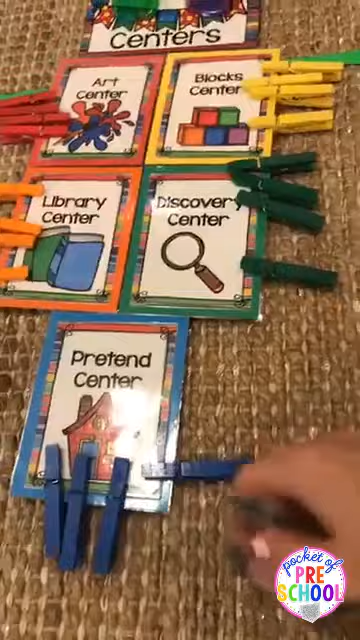 Centers
Art
Center
Blocks
Center
Library
Center
Discovery
Center
Pretend
Center
pocket of
PRE
SCHOOL